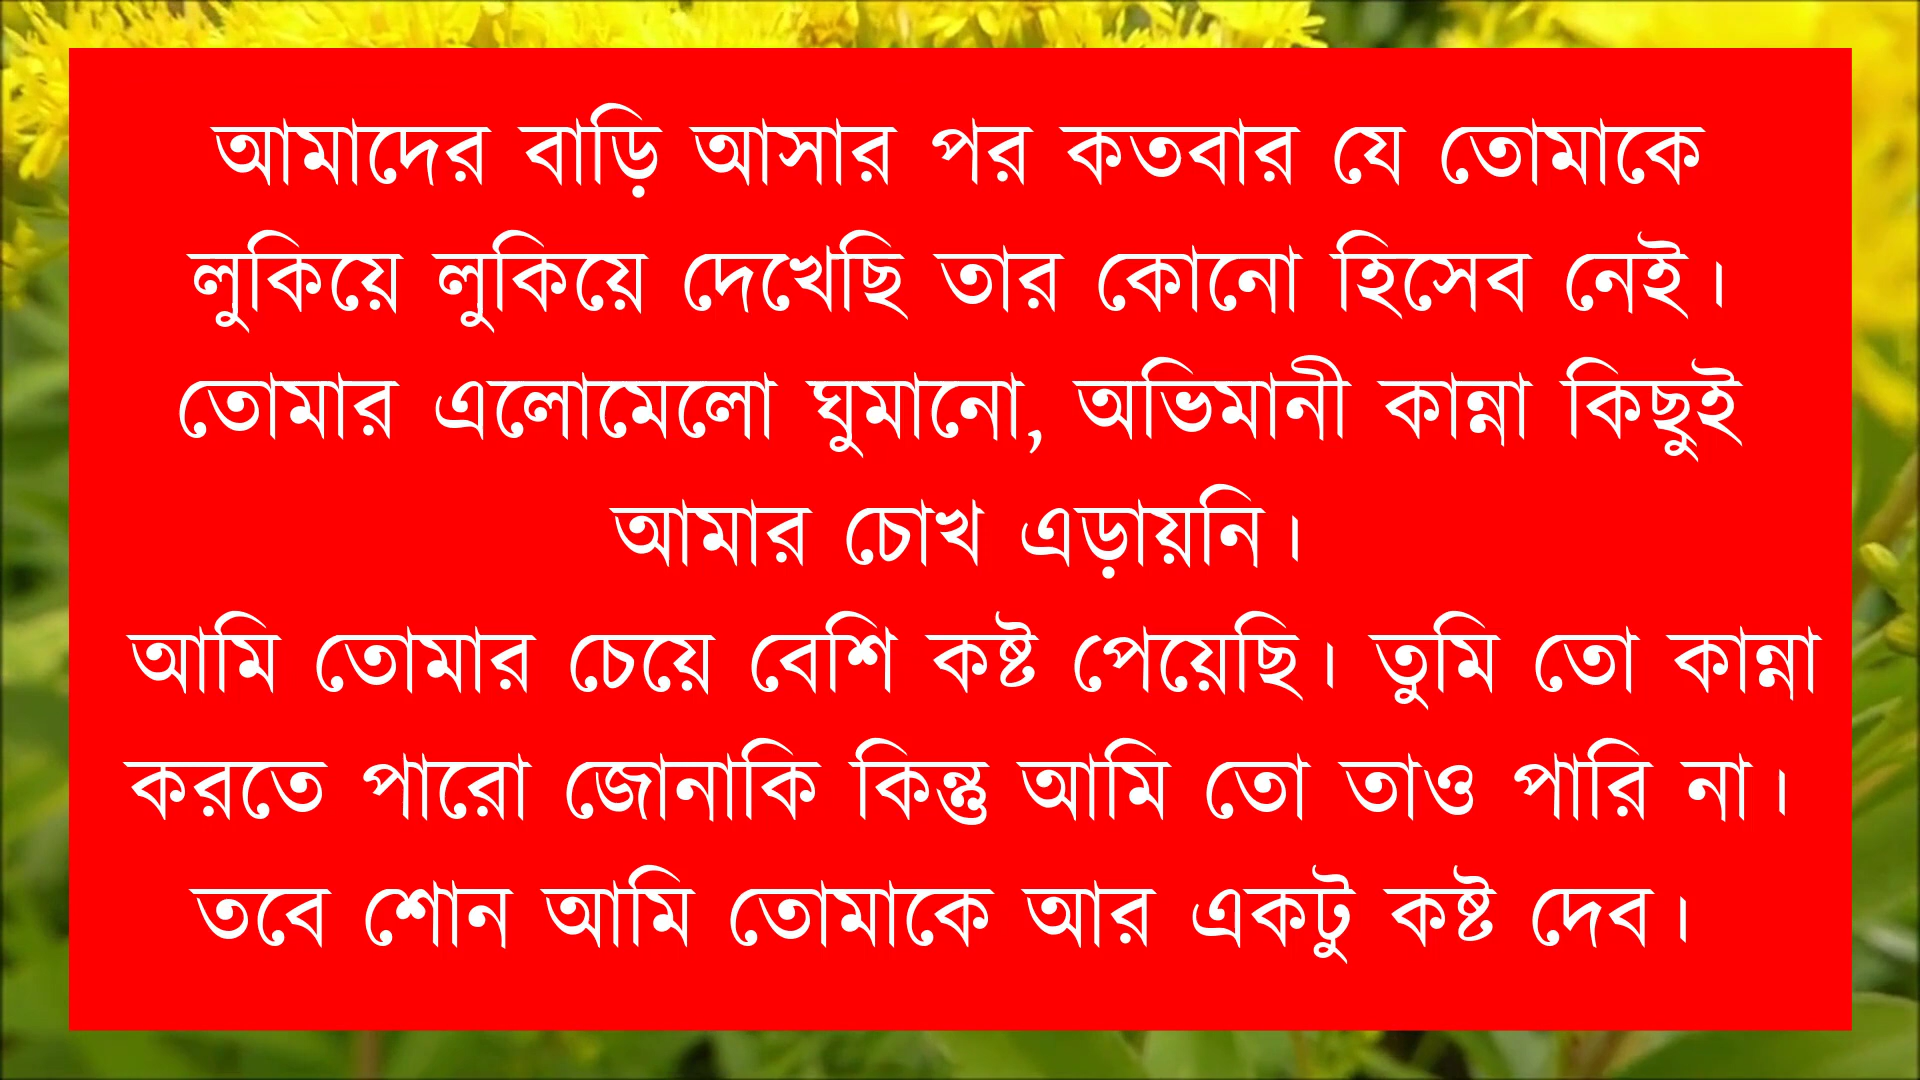 আমাদের বাড়ি আসার পর কতবার যে তোমাকে
লুকিয়ে লুকিয়ে দেখেছি তার কোনো হিসেব নেই।
তোমার এলোমেলো ঘুমানো, অভিমানী কান্না কিছুই
আমার চোখ এড়ায়নি।
আমি তোমার চেয়ে বেশি কষ্ট পেয়েছি। তুমি তো কান্না
করতে পারো জোনাকি কিন্তু আমি তো তাও পারি না।
তবে শোন আমি তোমাকে আর একটু কষ্ট দেব।